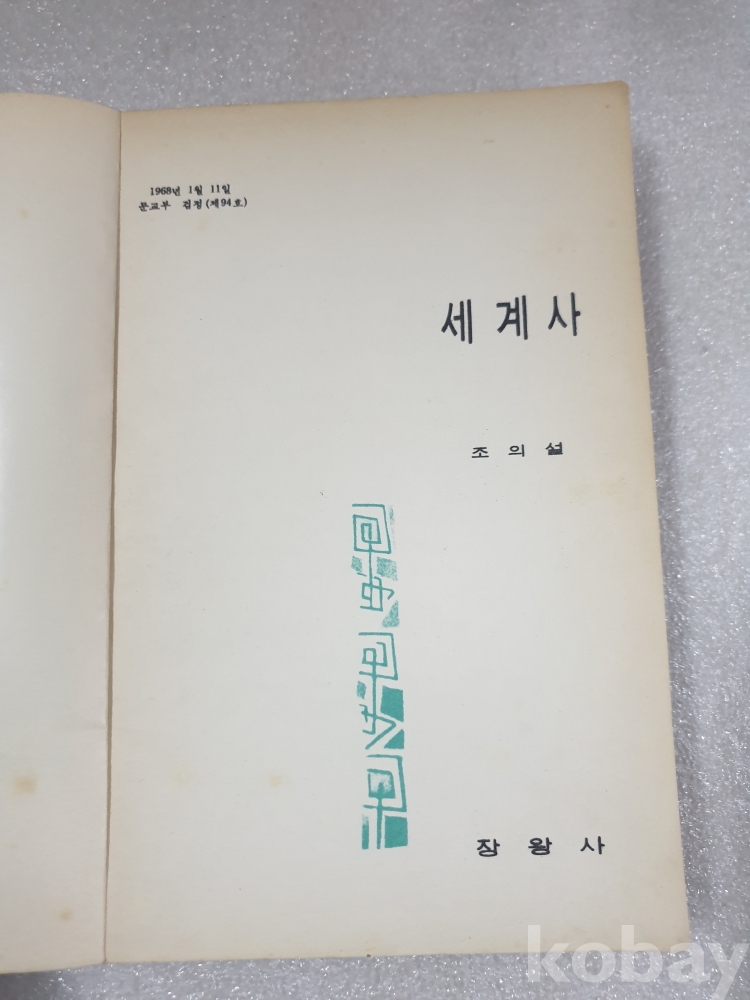 1968년 1월 11일
문교부 검정(제94호)
세계사
조의설
장왕사
kobay